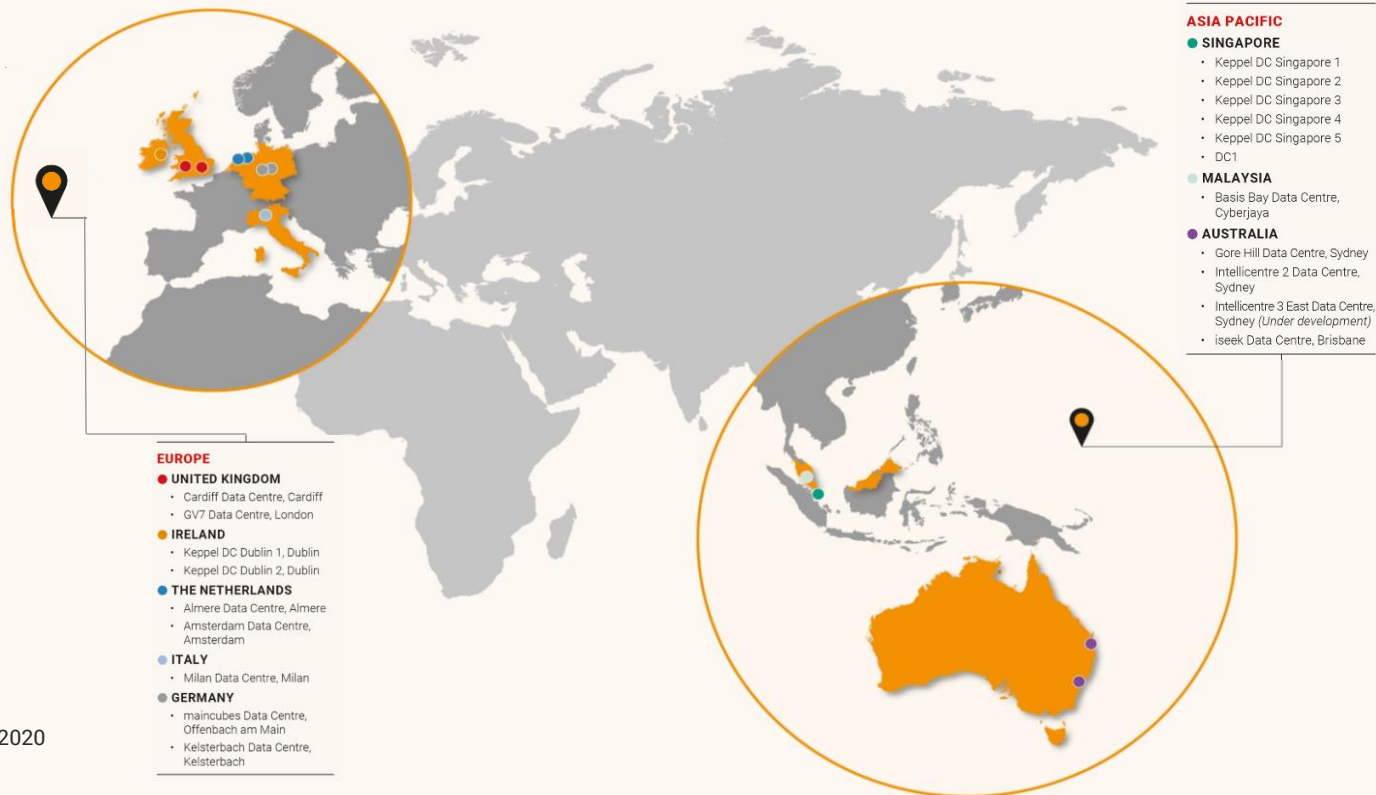 ASIA PACIFIC
SINGAPORE
• Keppel DC Singapore 1
• Keppel DC Singapore 2
• Keppel DC Singapore 3
• Keppel DC Singapore 4
• Keppel DC Singapore 5
• DC1
MALAYSIA
• Basis Bay Data Centre,
Cyberjaya
AUSTRALIA
• Gore Hill Data Centre, Sydney
• Intellicentre 2 Data Centre,
Sydney
• Intellicentre 3 East Data Centre,
Sydney (Under development)
• iseek Data Centre, Brisbane
EUROPE
UNITED KINGDOM
• Cardiff Data Centre, Cardiff
• GV7 Data Centre, London
IRELAND
• Keppel DC Dublin 1, Dublin
• Keppel DC Dublin 2, Dublin
THE NETHERLANDS
• Almere Data Centre, Almere
• Amsterdam Data Centre,
Amsterdam
ITALY
• Milan Data Centre, Milan
GERMANY
• maincubes Data Centre,
Offenbach am Main
• Kelsterbach Data Centre,
Kelsterbach
2020